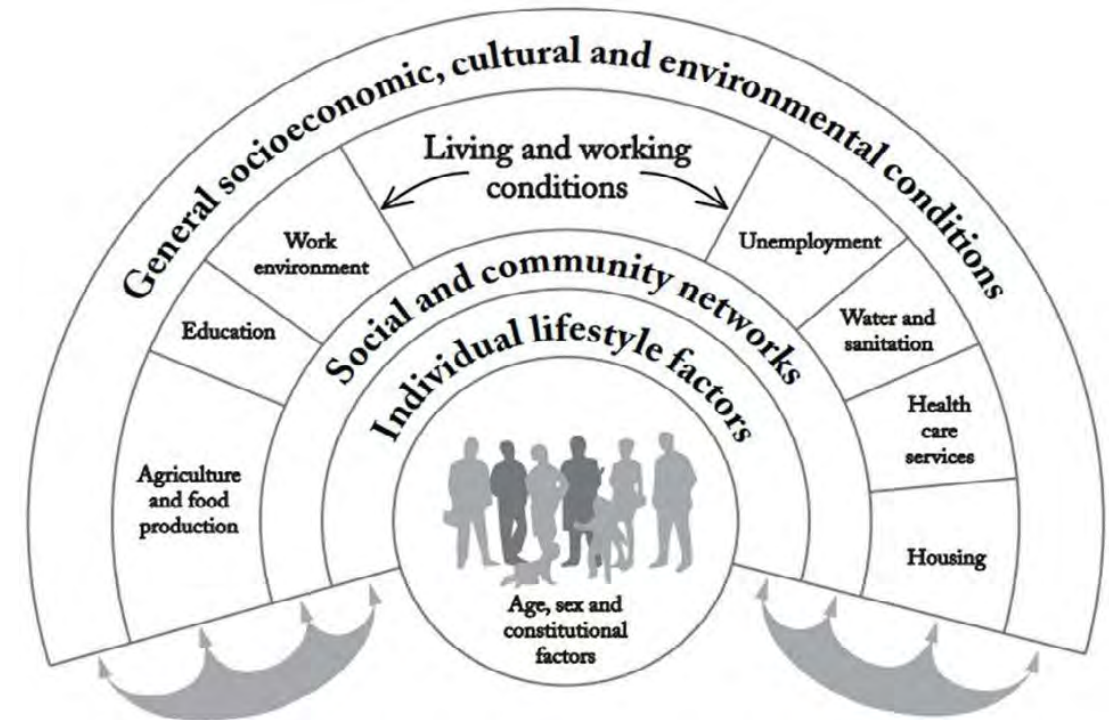 General socioeconomic, cultural and environmental conditions
Living and working
conditions
Work
environment
Unemployment
Education
Water and
sanitation
Agriculture
and food
production
Health
care
services
Housing
Social and community networks
Individual lifestyle factors
Age, sex and
constitutional
factors